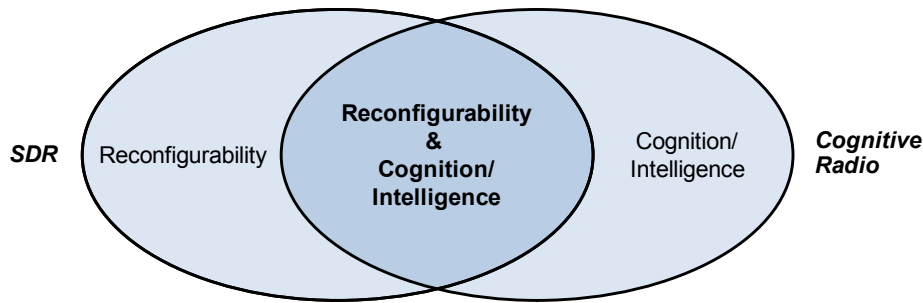 SDR
Reconfigurability
Reconfigurability
&
Cognition/
Intelligence
Cognition/
Intelligence
Cognitive
Radio